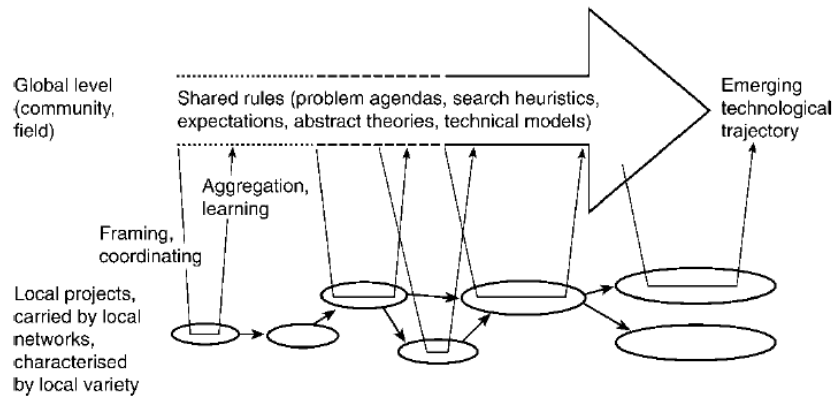 Global level
(community,
field)
Shared rules (problem agendas, search heuristics,
expectations, abstract theories, technical models)
Emerging
technological
trajectory
Aggregation,
learning
Framing,
coordinating
Local projects,
carried by local
networks,
characterised
by local variety